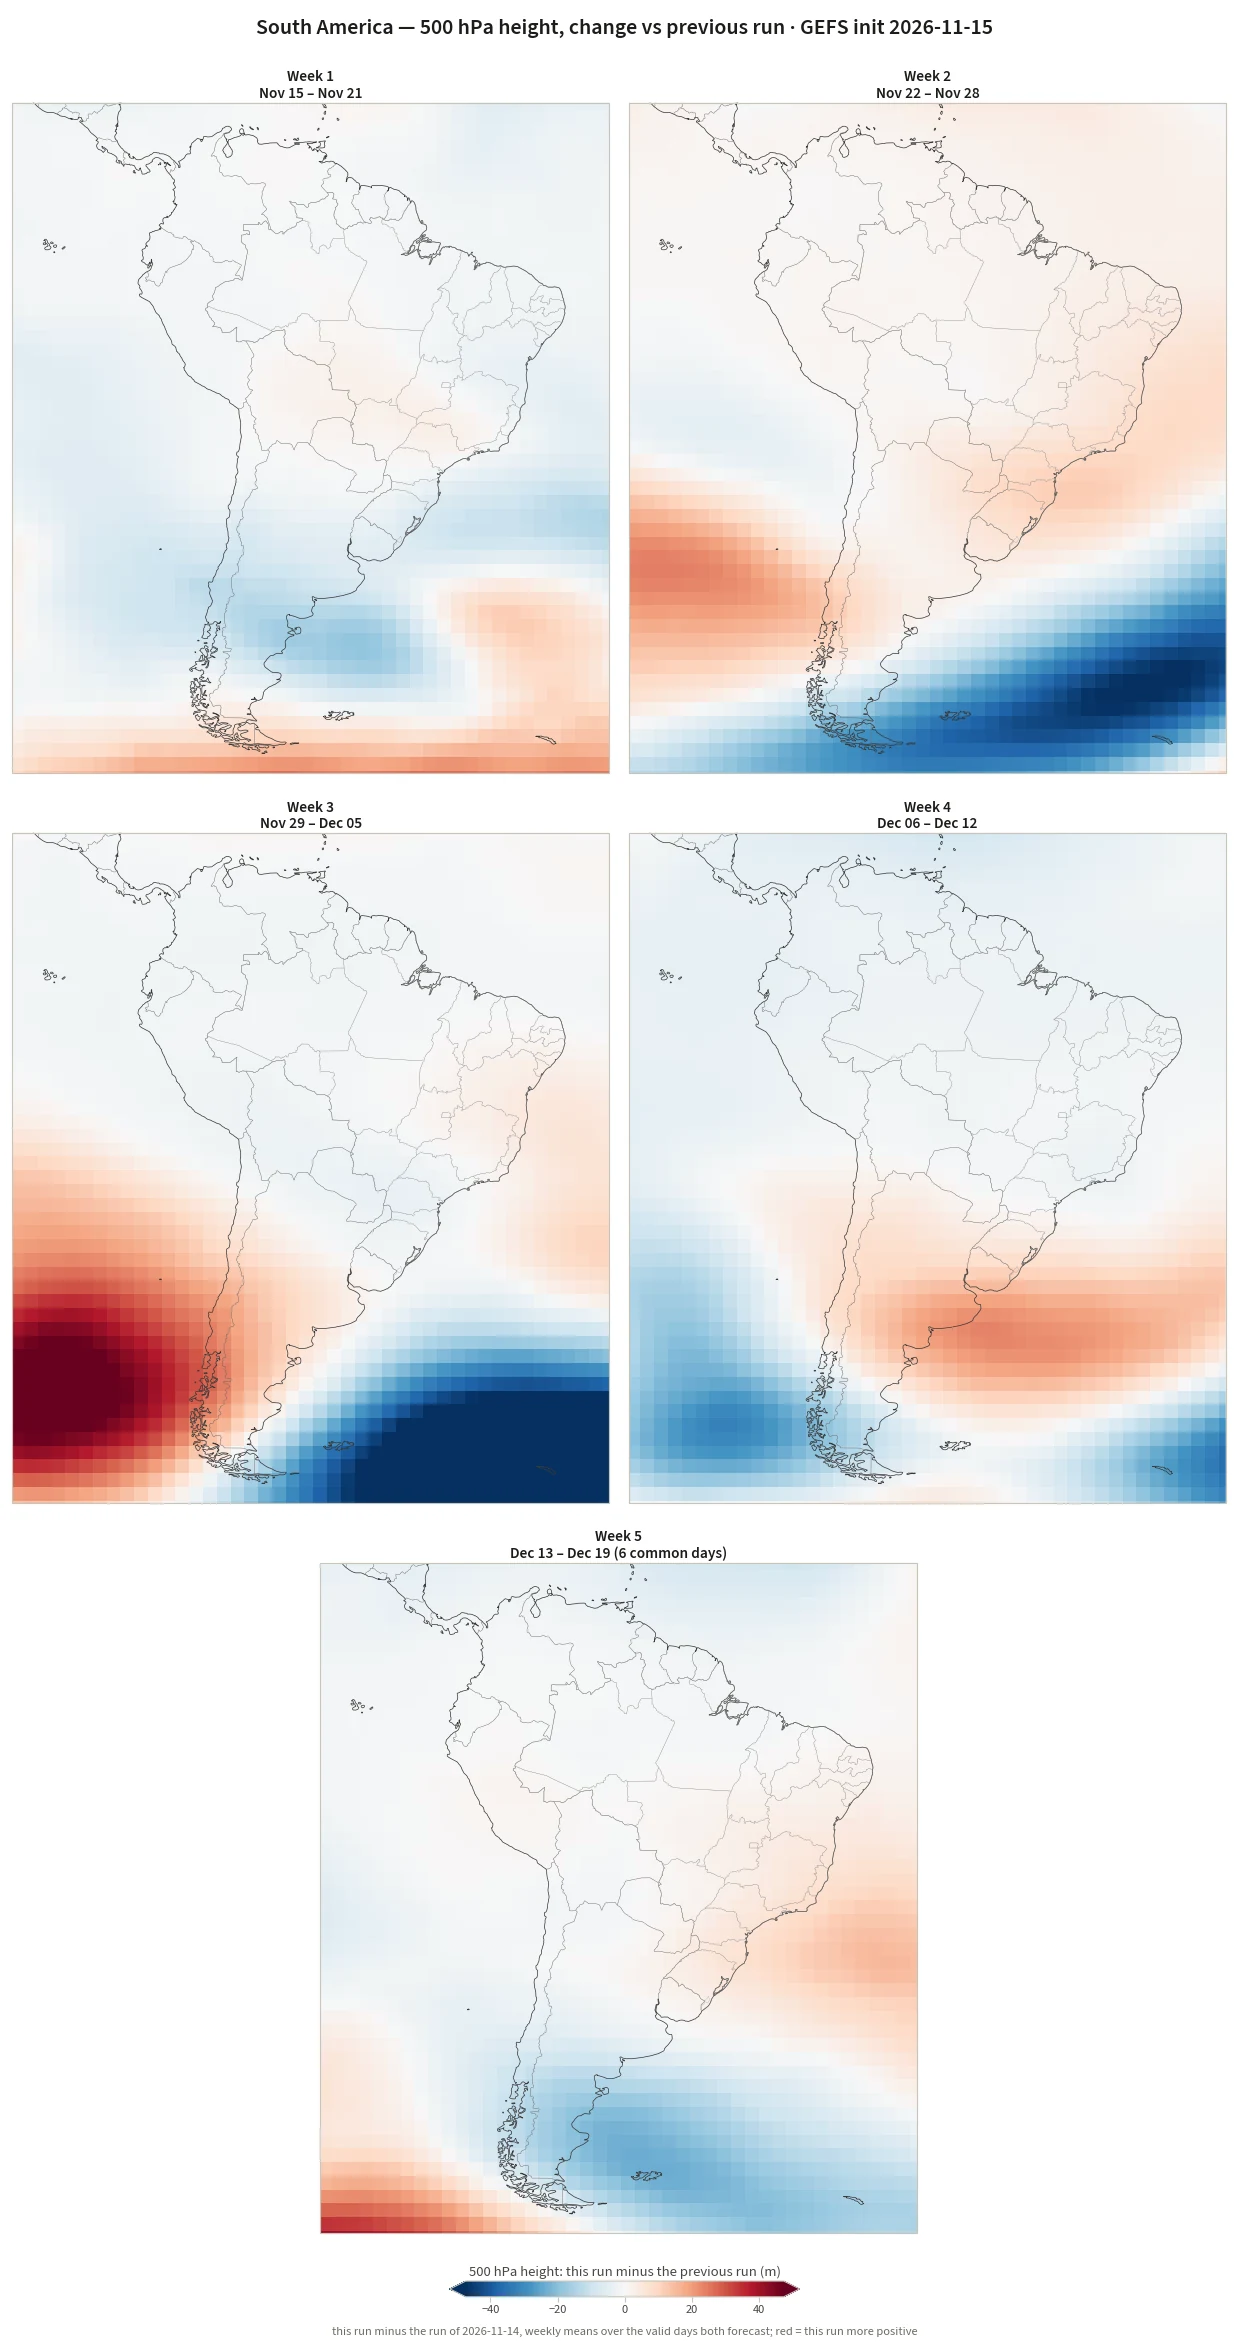 South America — 500 hPa height, change vs previous run · GEFS init 2026-11-15
Week 1
Nov 15 – Nov 21
Week 2
Nov 22 – Nov 28
Week 3
Nov 29 – Dec 05
Week 4
Dec 06 – Dec 12
Week 5
Dec 13 – Dec 19 (6 common days)
500 hPa height: this run minus the previous run (m)
−40 −20 0 20 40
this run minus the run of 2026-11-14, weekly means over the valid days both forecast; red = this run more positive